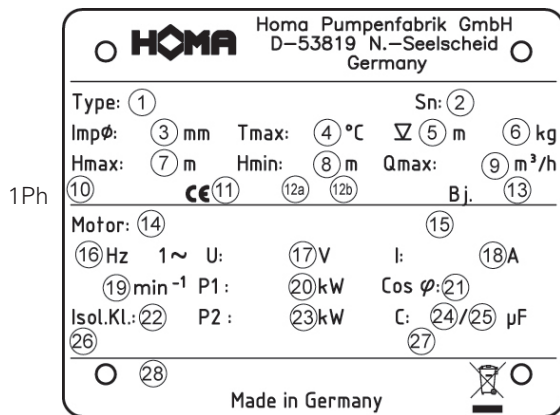 HOMA Homa Pumpenfabrik GmbH
D-53819 N.-Seelscheid
Germany
Type: 1 Sn: 2
Impø: 3 mm Tmax: 4 °C ∇ 5 m 6 kg
Hmax: 7 m Hmin: 8 m Qmax: 9 m³/h
1Ph
10 CE 11 12a 12b Bj. 13
Motor: 14 15
16 Hz 1~ U: 17 V I: 18 A
19 min⁻¹ P1: 20 kW Cos φ: 21
Isol.Kl.: 22 P2: 23 kW C: 24/25 µF
26 27
28
Made in Germany